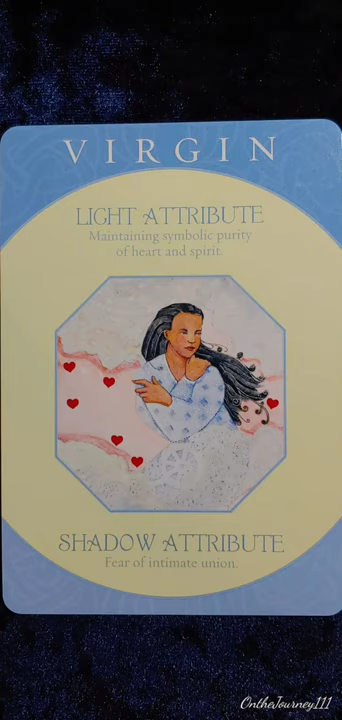 VIRGIN
LIGHT ATTRIBUTE
Maintaining symbolic purity
of heart and spirit.
SHADOW ATTRIBUTE
Fear of intimate union.
OntheJourney111